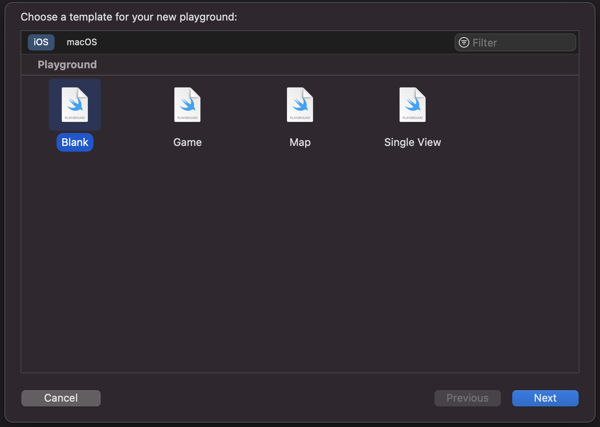 Choose a template for your new playground:
iOS macOS Filter
Playground
PLAYGROUND PLAYGROUND PLAYGROUND PLAYGROUND
Blank Game Map Single View
Cancel Previous Next